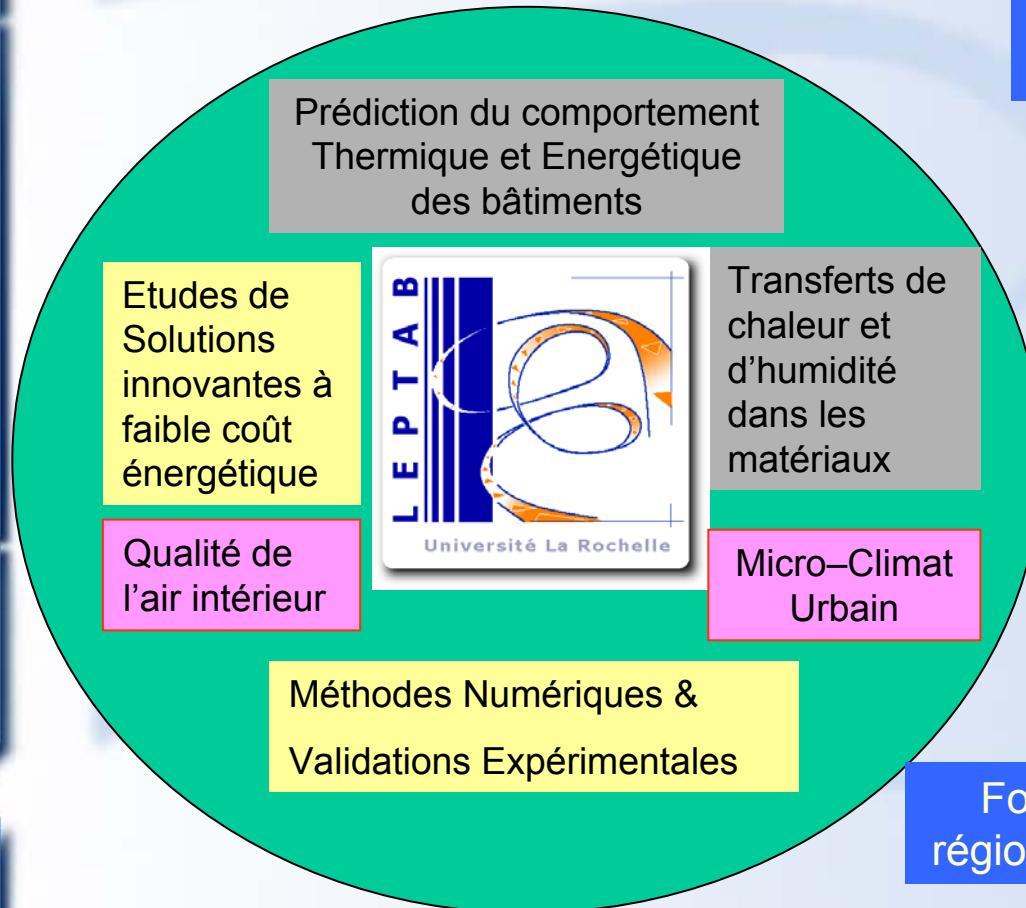 Prédiction du comportement
Thermique et Energétique
des bâtiments
Etudes de
Solutions
innovantes à
faible coût
énergétique
LEPTAB
Université La Rochelle
Transferts de
chaleur et
d’humidité
dans les
matériaux
Qualité de
l’air intérieur
Micro–Climat
Urbain
Méthodes Numériques &
Validations Expérimentales